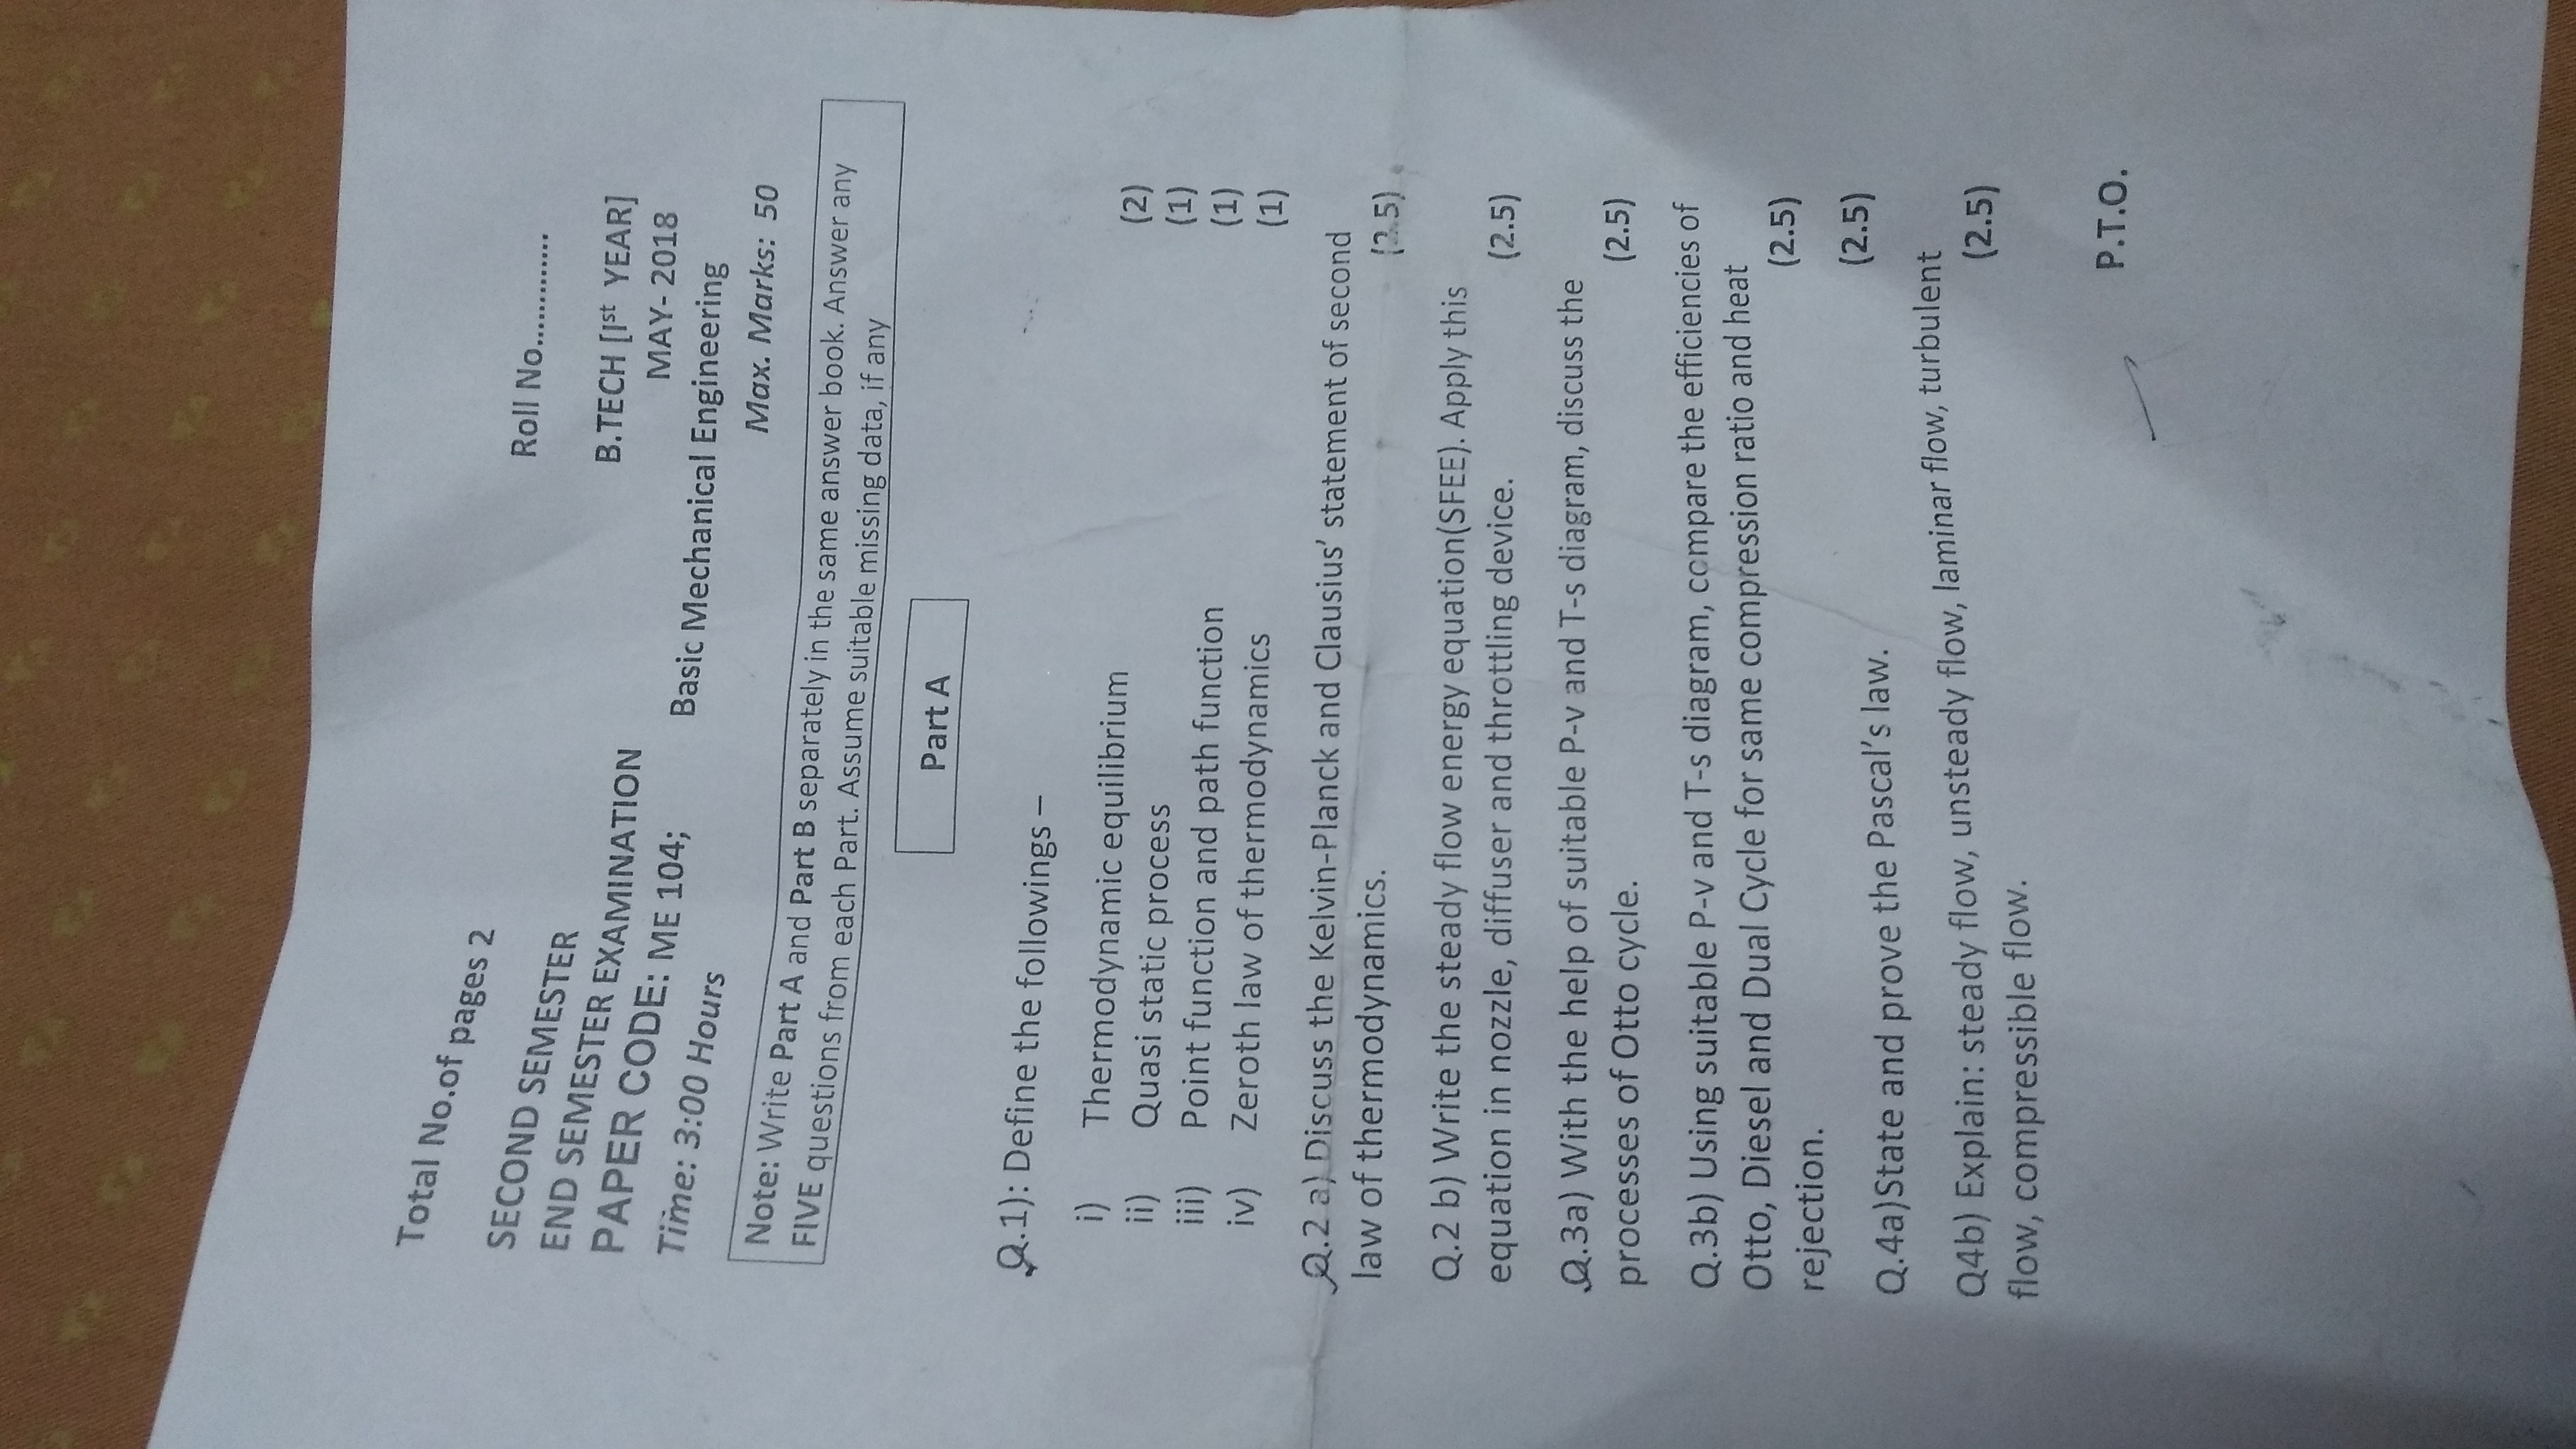 Total No.of pages 2
Roll No.............
SECOND SEMESTER
B.TECH [Ist YEAR]
END SEMESTER EXAMINATION
MAY- 2018
PAPER CODE: ME 104;
Basic Mechanical Engineering
Time: 3:00 Hours
Max. Marks: 50
Note: Write Part A and Part B separately in the same answer book. Answer any
FIVE questions from each Part. Assume suitable missing data, if any
Part A
Q.1): Define the followings –
i) Thermodynamic equilibrium (2)
ii) Quasi static process (1)
iii) Point function and path function (1)
iv) Zeroth law of thermodynamics (1)
Q.2 a) Discuss the Kelvin-Planck and Clausius’ statement of second
law of thermodynamics. (2.5)
Q.2 b) Write the steady flow energy equation(SFEE). Apply this
equation in nozzle, diffuser and throttling device. (2.5)
Q.3a) With the help of suitable P-v and T-s diagram, discuss the
processes of Otto cycle. (2.5)
Q.3b) Using suitable P-v and T-s diagram, compare the efficiencies of
Otto, Diesel and Dual Cycle for same compression ratio and heat
rejection. (2.5)
Q.4a)State and prove the Pascal’s law. (2.5)
Q4b) Explain: steady flow, unsteady flow, laminar flow, turbulent
flow, compressible flow. (2.5)
P.T.O.